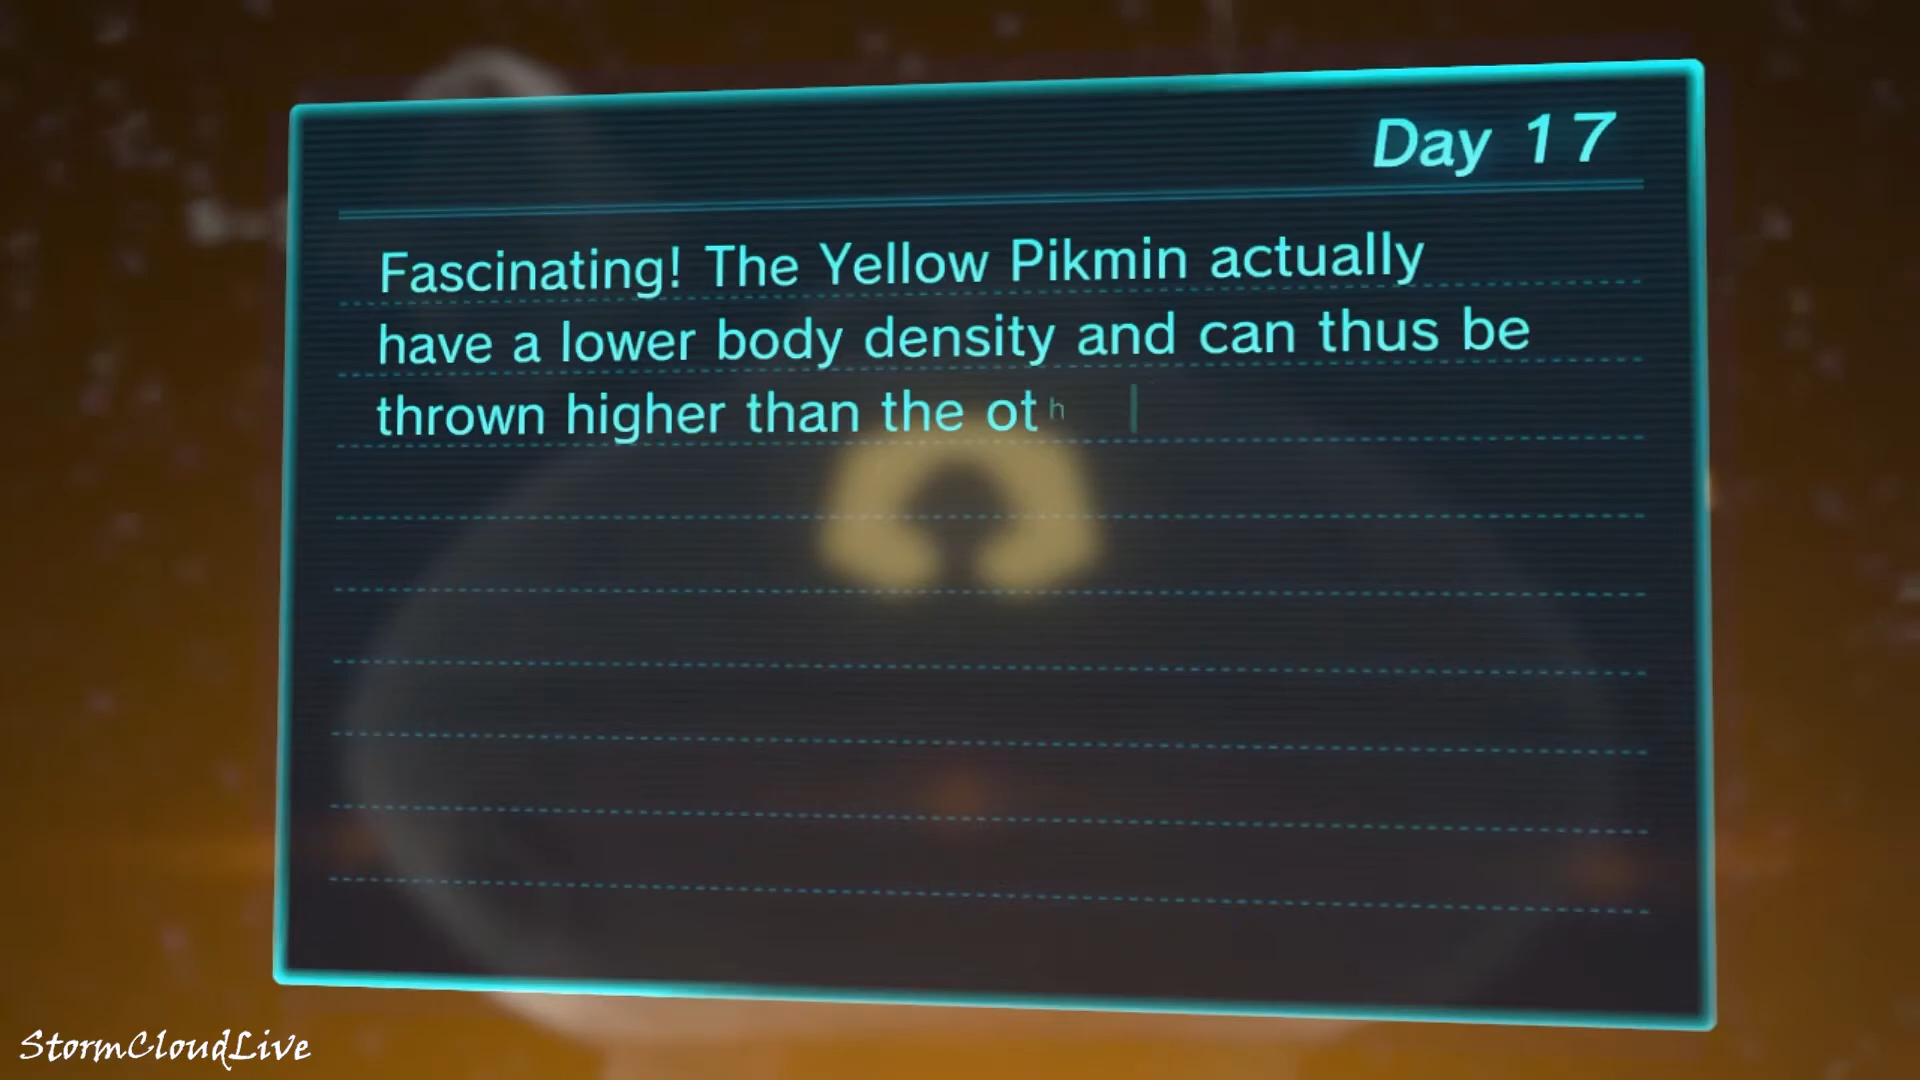 Day 17
Fascinating! The Yellow Pikmin actually
have a lower body density and can thus be
thrown higher than the oth
StormCloudLive